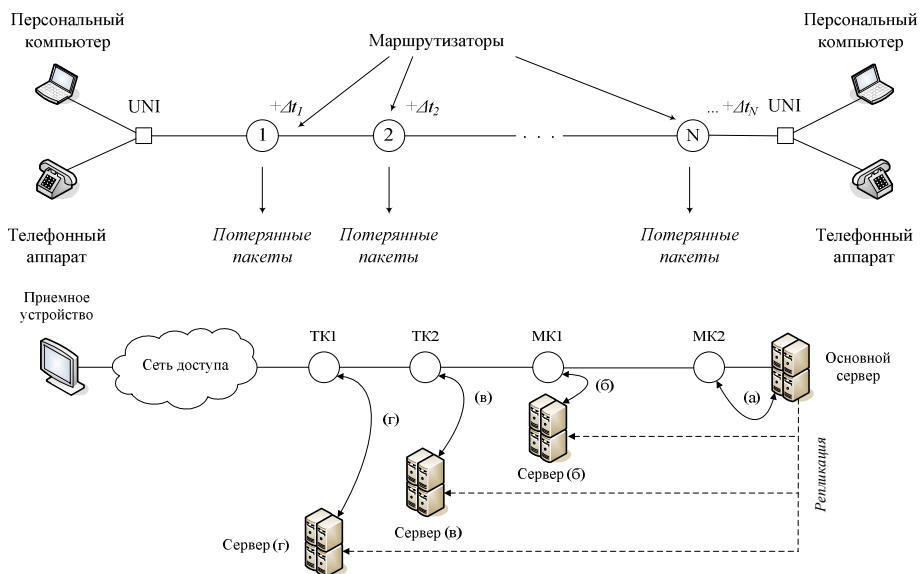 Персональный
компьютер
Маршрутизаторы
Персональный
компьютер
UNI
+Δt1
+Δt2
... +ΔtN
UNI
1
2
. . .
N
Телефонный
аппарат
Потерянные
пакеты
Потерянные
пакеты
Потерянные
пакеты
Телефонный
аппарат
Приемное
устройство
Сеть доступа
ТК1
ТК2
МК1
МК2
Основной
сервер
(г)
(в)
(б)
(а)
Сервер (б)
Сервер (в)
Сервер (г)
Репликация